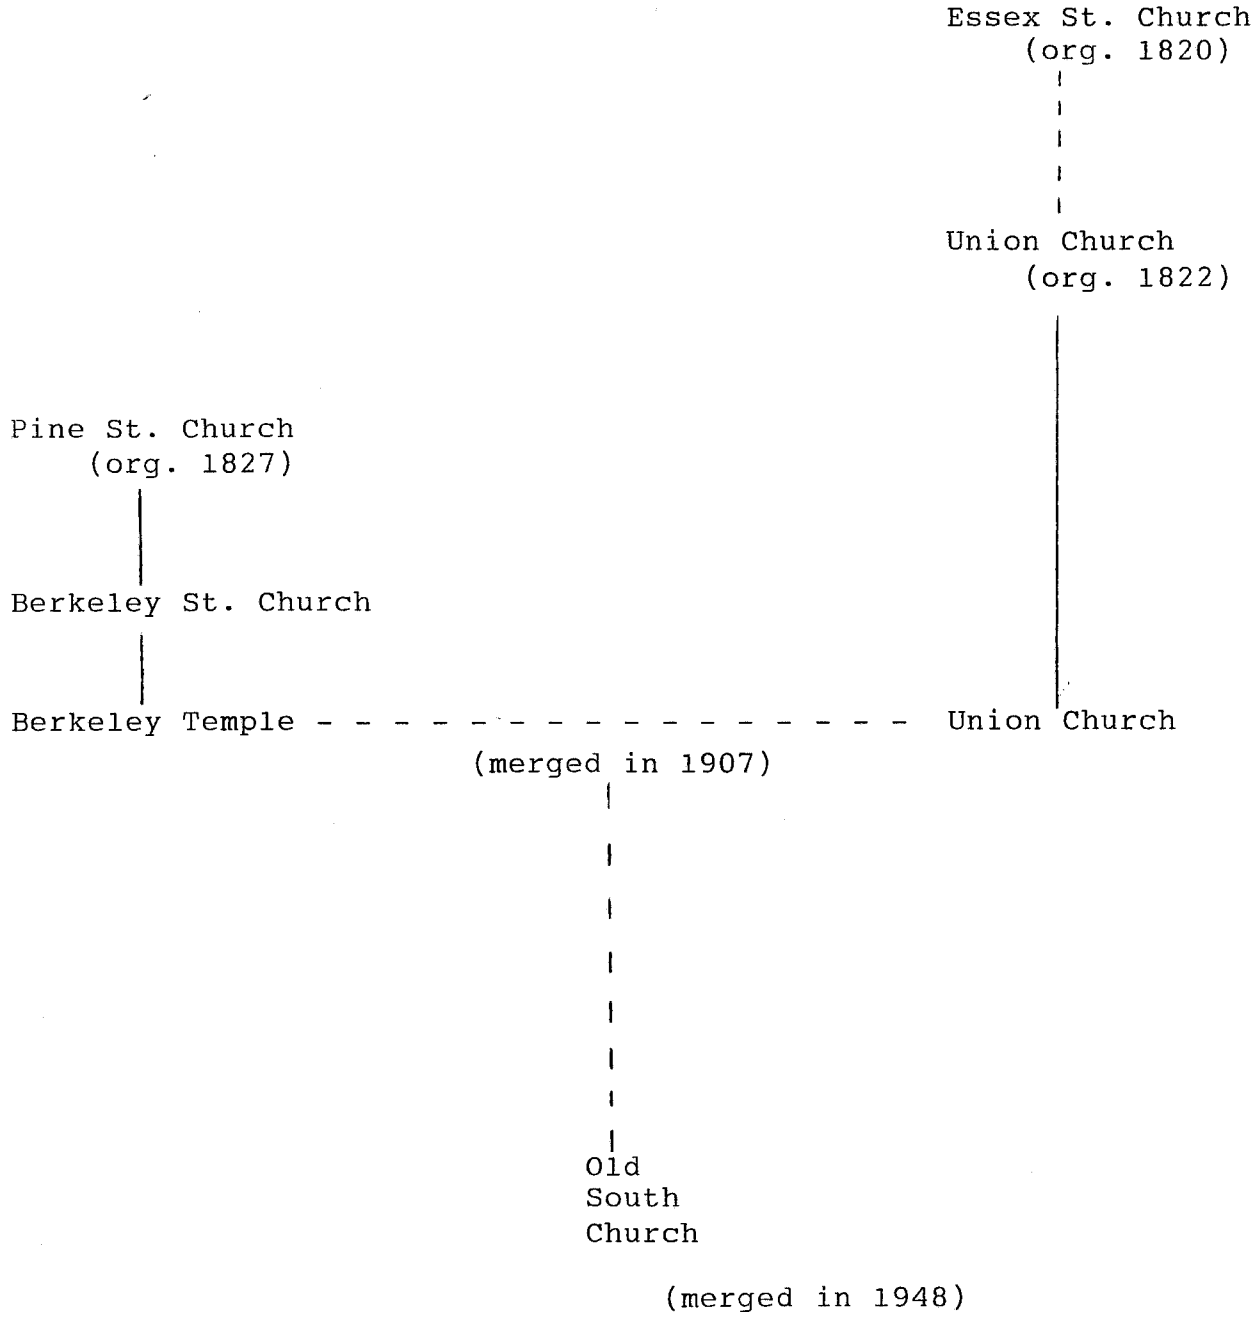 Essex St. Church
(org. 1820)
Union Church
(org. 1822)
Pine St. Church
(org. 1827)
Berkeley St. Church
Berkeley Temple - - - - - - - - - - - - - - - - Union Church
(merged in 1907)
Old
South
Church
(merged in 1948)